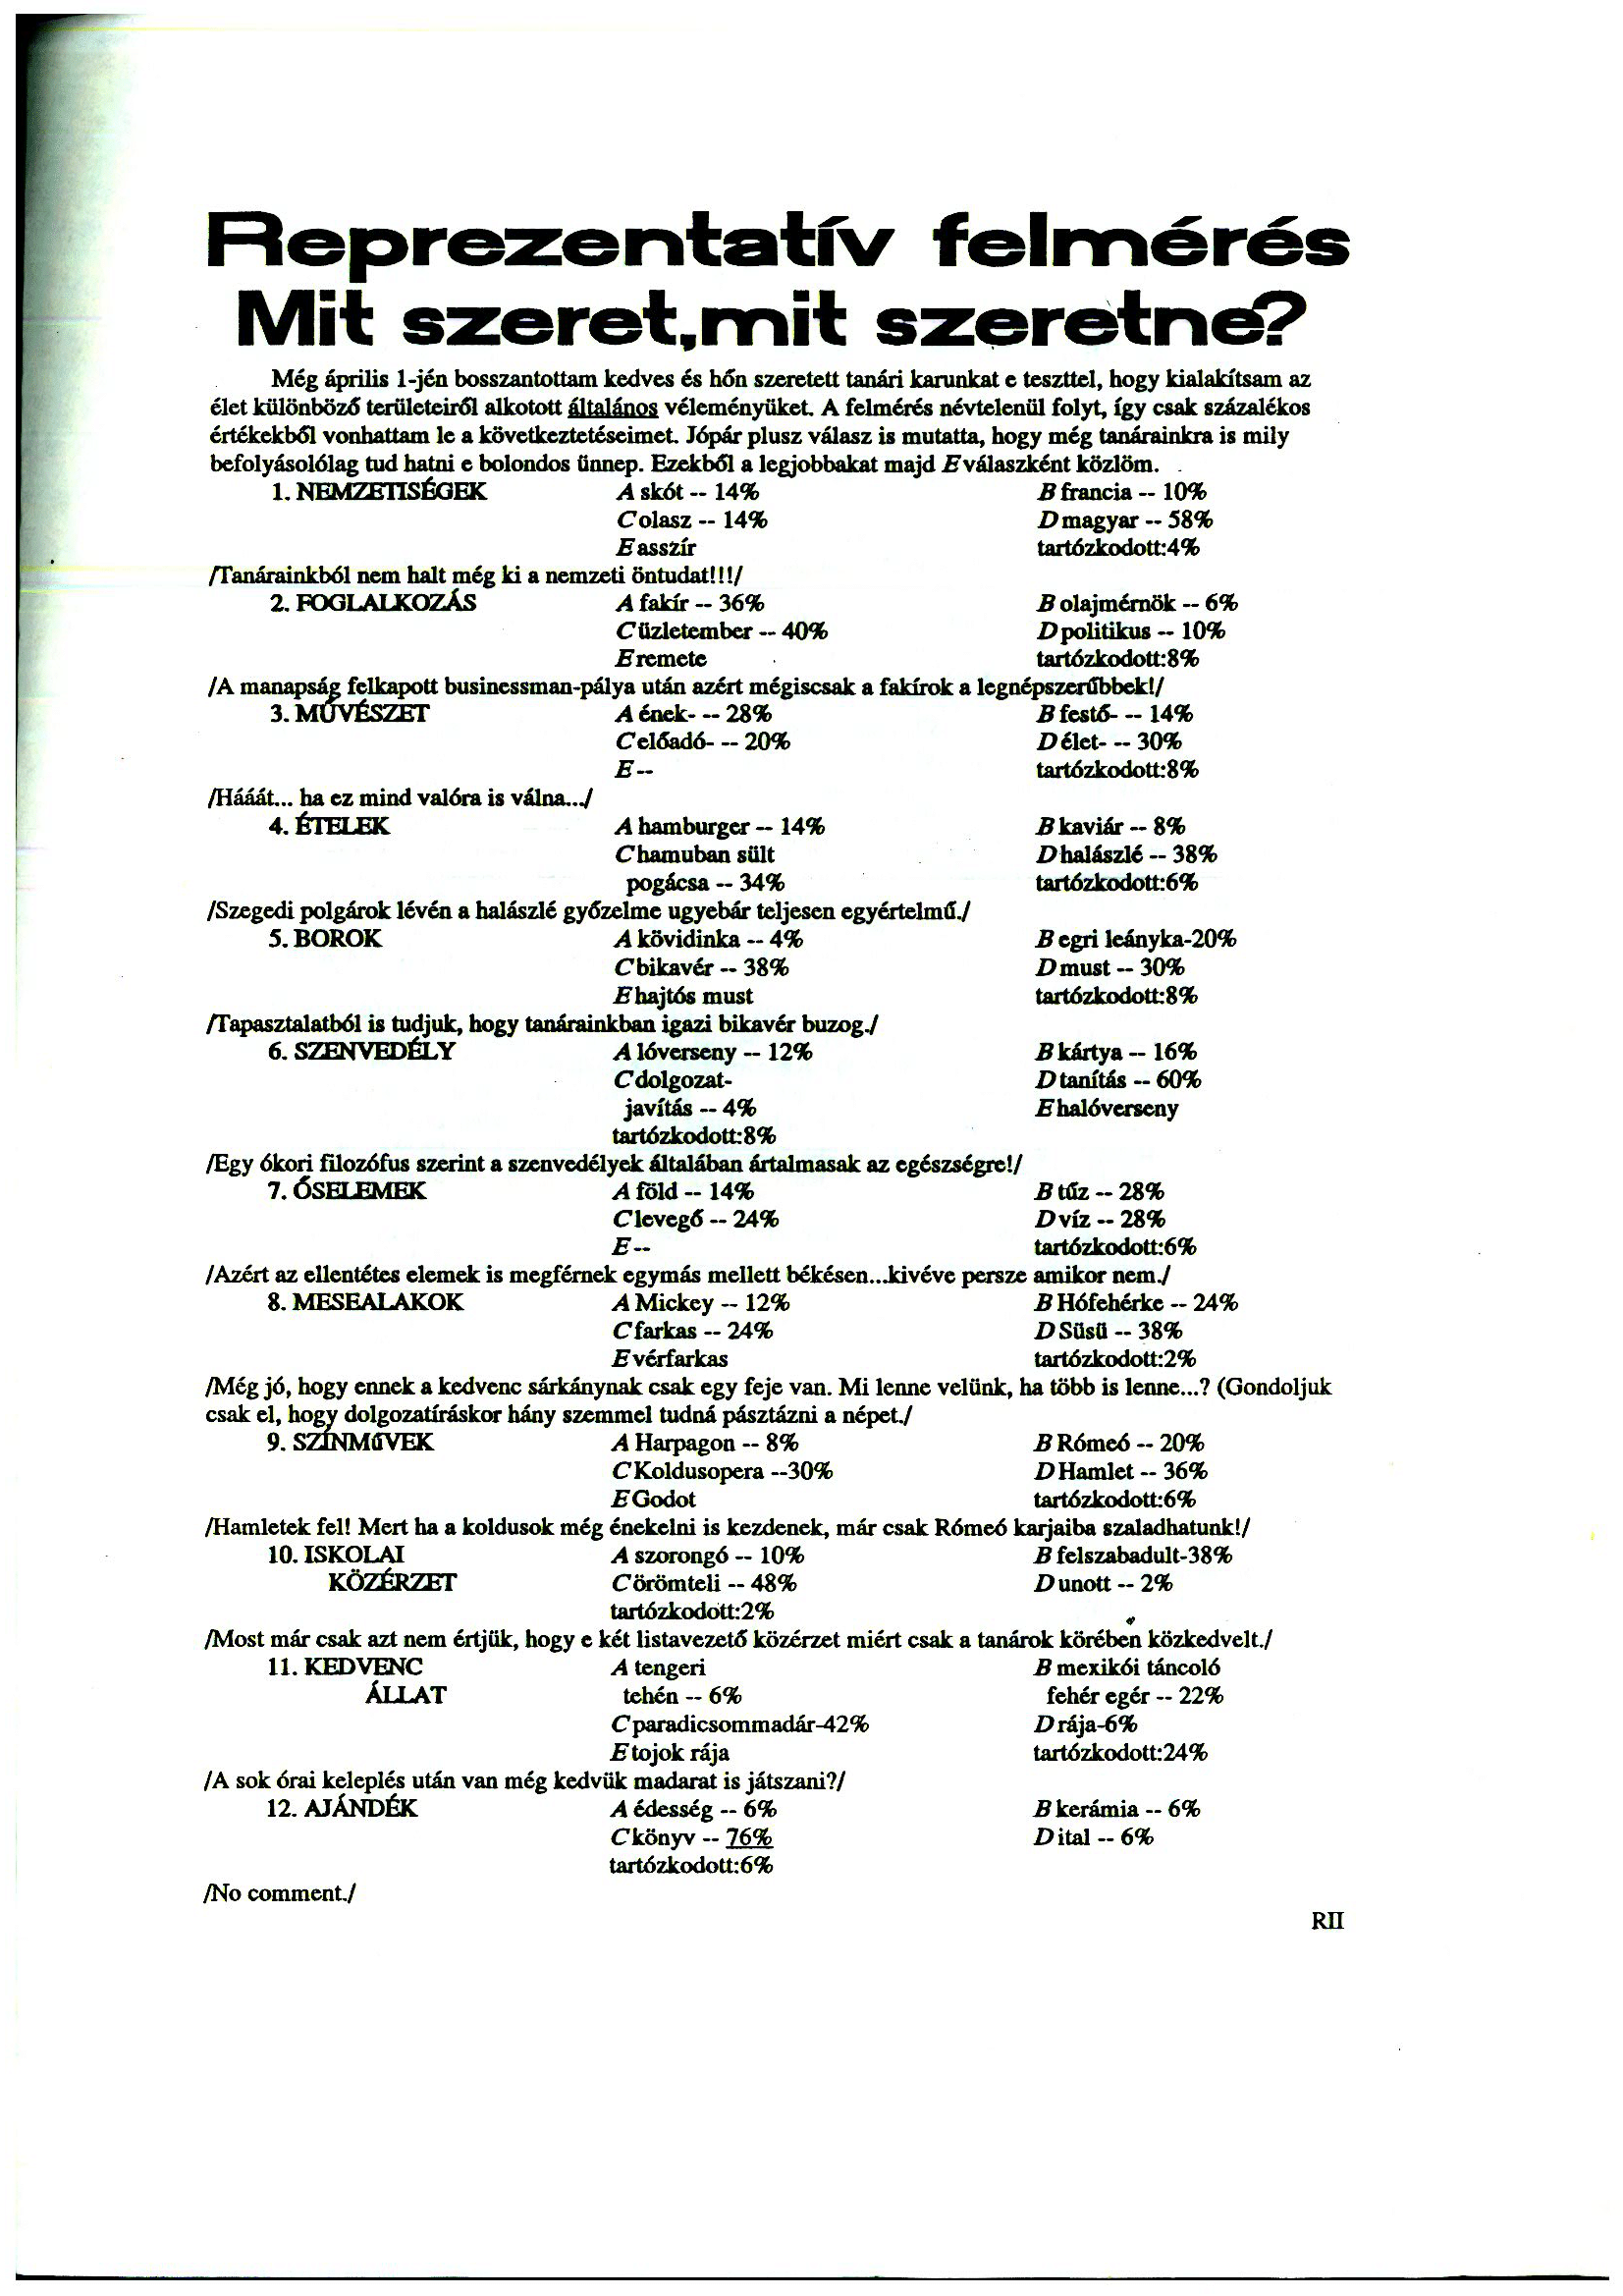 Reprezentatív felmérés
Mit szeret,mit szeretne?
Még április 1-jén bosszantottam kedves és hőn szeretett tanári karunkat e teszttel, hogy kialakítsam az
élet különböző területeiről alkotott általános véleményüket. A felmérés névtelenül folyt, így csak százalékos
értékekből vonhattam le a következtetéseimet. Jópár plusz válasz is mutatta, hogy még tanárainkra is mily
befolyásolólag tud hatni e bolondos ünnep. Ezekből a legjobbakat majd E válaszként közlöm.
1. NEMZETISÉGEK A skót -- 14% B francia -- 10%
C olasz -- 14% D magyar -- 58%
E asszír tartózkodott:4%
/Tanárainkból nem halt még ki a nemzeti öntudat!!!/
2. FOGLALKOZÁS A fakír -- 36% B olajmérnök -- 6%
C üzletember -- 40% D politikus -- 10%
E remete tartózkodott:8%
/A manapság felkapott businessman-pálya után azért mégiscsak a fakírok a legnépszerűbbek!/
3. MŰVÉSZET A ének- -- 28% B festő- -- 14%
C előadó- -- 20% D élet- -- 30%
E -- tartózkodott:8%
/Hááát... ha ez mind valóra is válna.../
4. ÉTELEK A hamburger -- 14% B kaviár -- 8%
C hamuban sült D halászlé -- 38%
pogácsa -- 34% tartózkodott:6%
/Szegedi polgárok lévén a halászlé győzelme ugyebár teljesen egyértelmű./
5. BOROK A kövidinka -- 4% B egri leányka-20%
C bikavér -- 38% D must -- 30%
E hajtós must tartózkodott:8%
/Tapasztalatból is tudjuk, hogy tanárainkban igazi bikavér buzog./
6. SZENVEDÉLY A lóverseny -- 12% B kártya -- 16%
C dolgozat- D tanítás -- 60%
javítás -- 4% E halóverseny
tartózkodott:8%
/Egy ókori filozófus szerint a szenvedélyek általában ártalmasak az egészségre!/
7. ŐSELEMEK A föld -- 14% B tűz -- 28%
C levegő -- 24% D víz -- 28%
E -- tartózkodott:6%
/Azért az ellentétes elemek is megférnek egymás mellett békésen...kivéve persze amikor nem./
8. MESEALAKOK A Mickey -- 12% B Hófehérke -- 24%
C farkas -- 24% D Süsü -- 38%
E vérfarkas tartózkodott:2%
/Még jó, hogy ennek a kedvenc sárkánynak csak egy feje van. Mi lenne velünk, ha több is lenne...? (Gondoljuk
csak el, hogy dolgozatíráskor hány szemmel tudná pásztázni a népet./
9. SZÍNMűVEK A Harpagon -- 8% B Rómeó -- 20%
C Koldusopera --30% D Hamlet -- 36%
E Godot tartózkodott:6%
/Hamletek fel! Mert ha a koldusok még énekelni is kezdenek, már csak Rómeó karjaiba szaladhatunk!/
10. ISKOLAI A szorongó -- 10% B felszabadult-38%
KÖZÉRZET C örömteli -- 48% D unott -- 2%
tartózkodott:2%
/Most már csak azt nem értjük, hogy e két listavezető közérzet miért csak a tanárok körében közkedvelt./
11. KEDVENC A tengeri B mexikói táncoló
ÁLLAT tehén -- 6% fehér egér -- 22%
C paradicsommadár-42% D rája-6%
E tojok rája tartózkodott:24%
/A sok órai keleplés után van még kedvük madarat is játszani?/
12. AJÁNDÉK A édesség -- 6% B kerámia -- 6%
C könyv -- 76% D ital -- 6%
tartózkodott:6%
/No comment./
RII